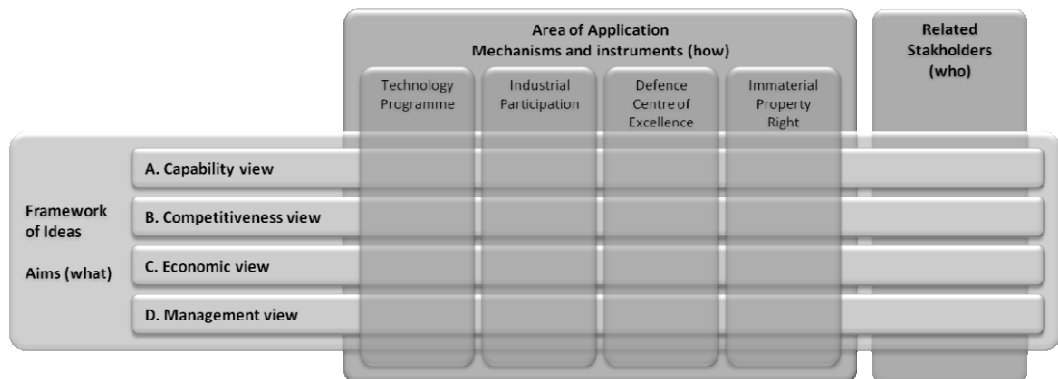 Area of Application
Mechanisms and instruments (how)
Related
Stakholders
(who)
Technology
Programme
Industrial
Participation
Defence
Centre of
Excellence
Immaterial
Property
Right
Framework
of Ideas
Aims (what)
A. Capability view
B. Competitiveness view
C. Economic view
D. Management view